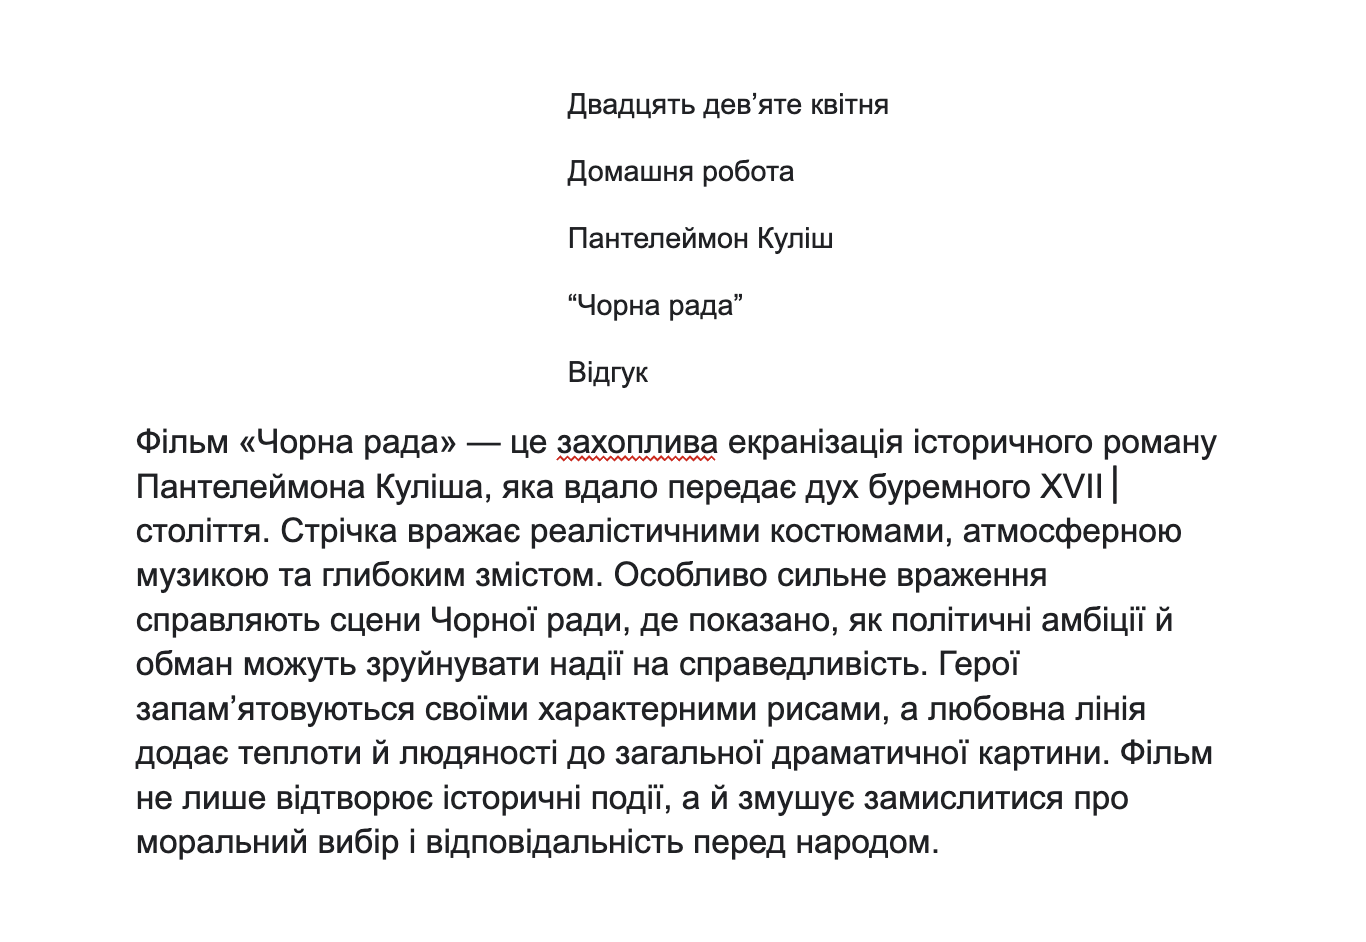 Двадцять дев’яте квітня
Домашня робота
Пантелеймон Куліш
“Чорна рада”
Відгук
Фільм «Чорна рада» — це захоплива екранізація історичного роману
Пантелеймона Куліша, яка вдало передає дух буремного XVII
століття. Стрічка вражає реалістичними костюмами, атмосферною
музикою та глибоким змістом. Особливо сильне враження
справляють сцени Чорної ради, де показано, як політичні амбіції й
обман можуть зруйнувати надії на справедливість. Герої
запам’ятовуються своїми характерними рисами, а любовна лінія
додає теплоти й людяності до загальної драматичної картини. Фільм
не лише відтворює історичні події, а й змушує замислитися про
моральний вибір і відповідальність перед народом.